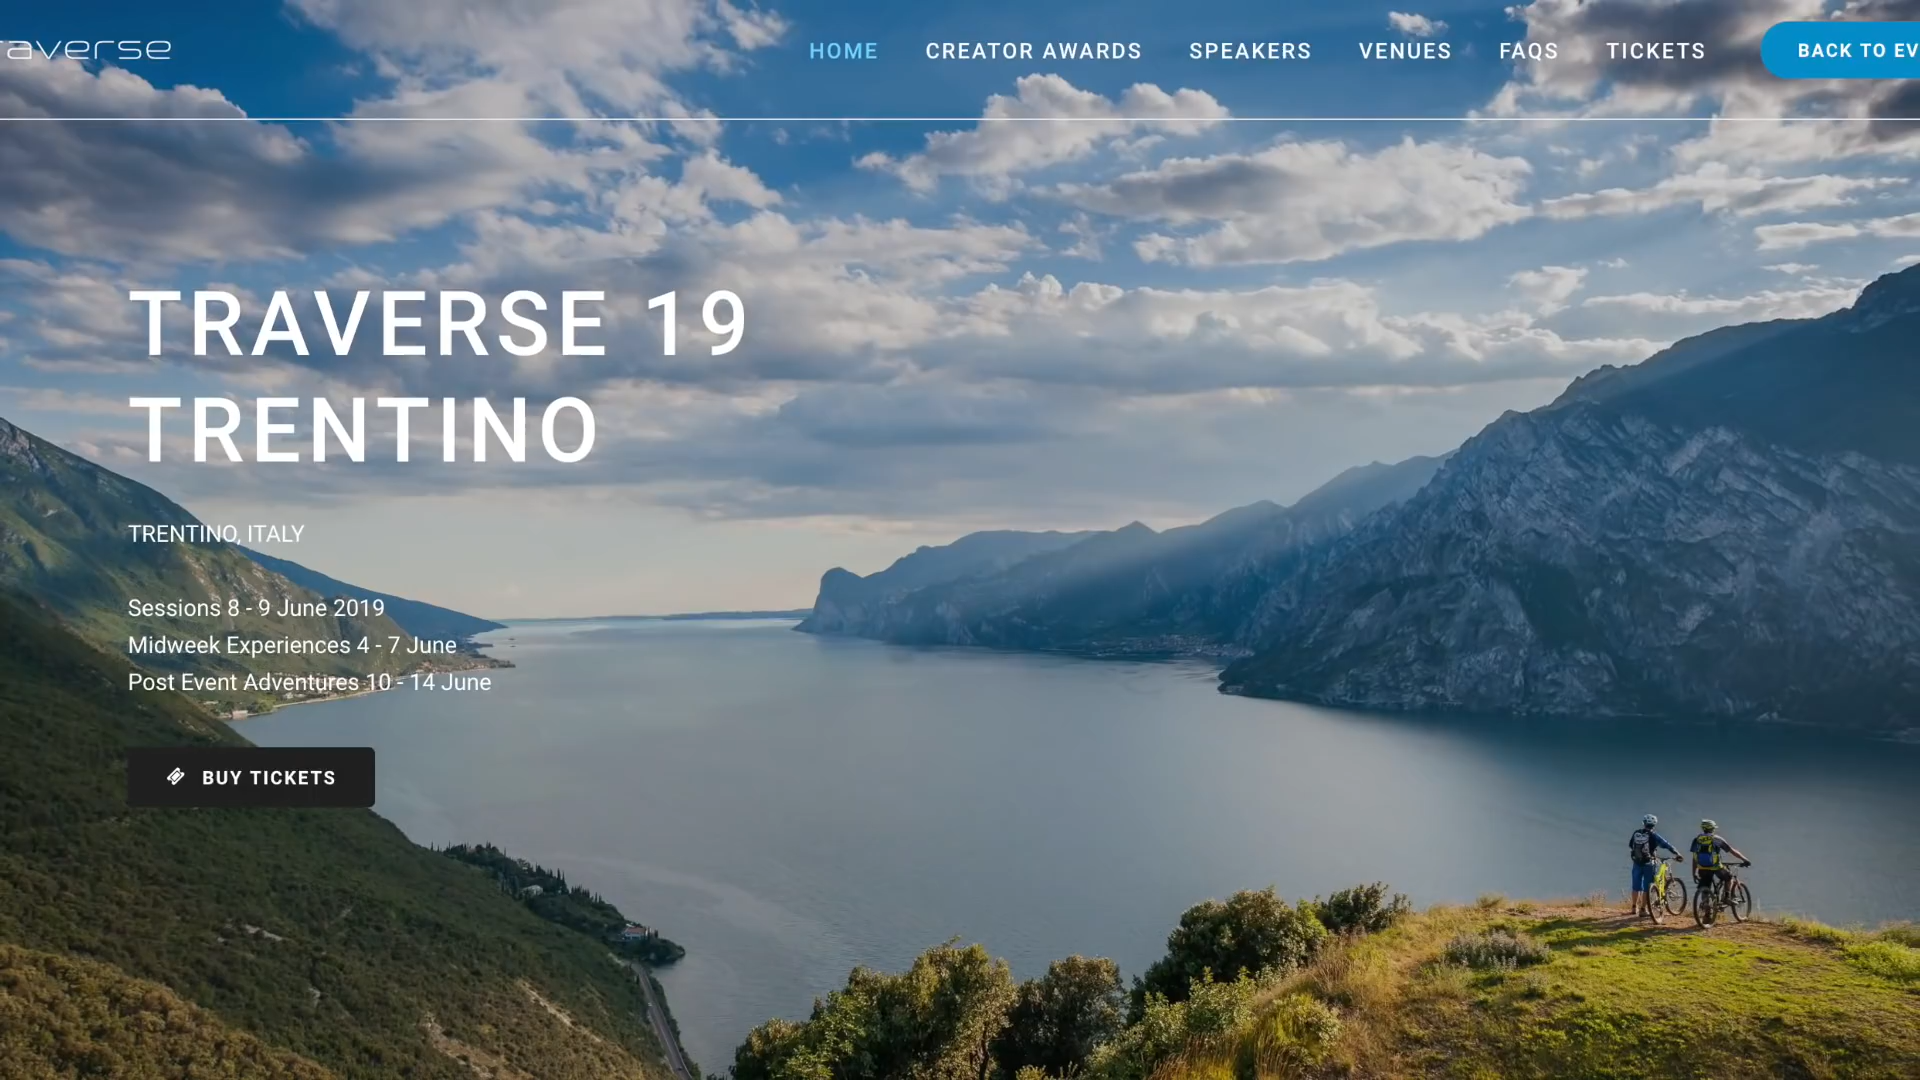 averse
HOME
CREATOR AWARDS
SPEAKERS
VENUES
FAQS
TICKETS
BACK TO EV
TRAVERSE 19
TRENTINO
TRENTINO, ITALY
Sessions 8 - 9 June 2019
Midweek Experiences 4 - 7 June
Post Event Adventures 10 - 14 June
BUY TICKETS